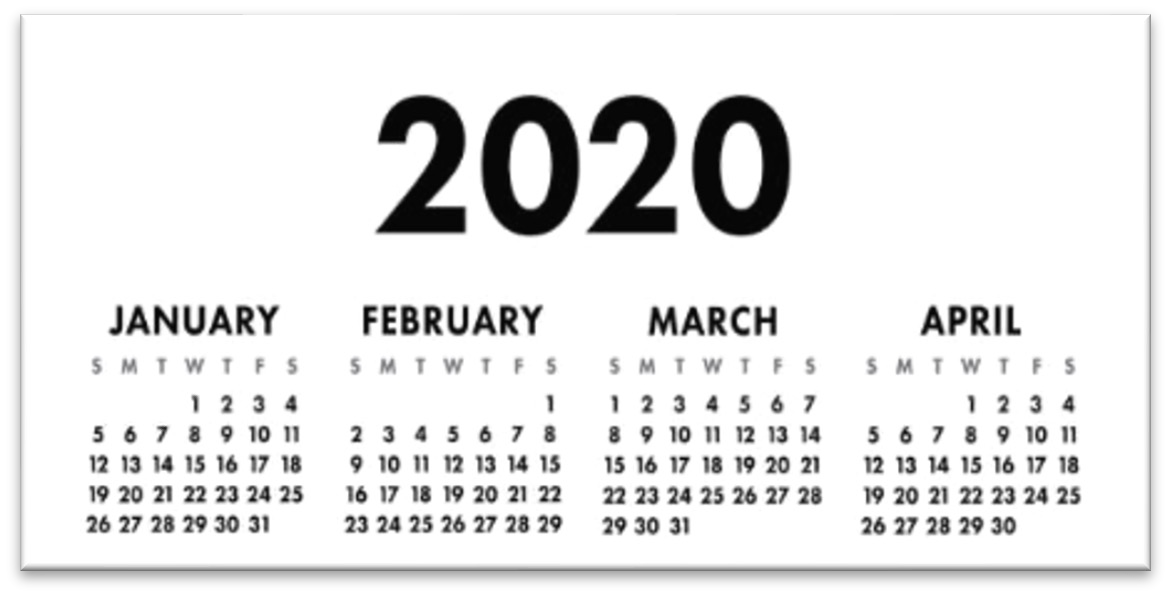 2020
JANUARY FEBRUARY MARCH APRIL
S M T W T F S S M T W T F S S M T W T F S S M T W T F S
1 2 3 4 1 1 2 3 4 5 6 7 1 2 3 4
5 6 7 8 9 10 11 2 3 4 5 6 7 8 8 9 10 11 12 13 14 5 6 7 8 9 10 11
12 13 14 15 16 17 18 9 10 11 12 13 14 15 15 16 17 18 19 20 21 12 13 14 15 16 17 18
19 20 21 22 23 24 25 16 17 18 19 20 21 22 22 23 24 25 26 27 28 19 20 21 22 23 24 25
26 27 28 29 30 31 23 24 25 26 27 28 29 29 30 31 26 27 28 29 30